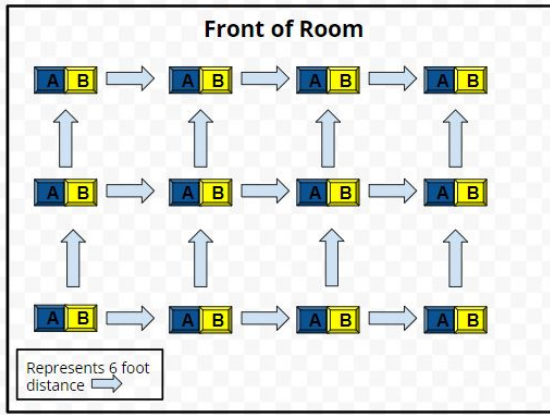 Front of Room
A B A B A B A B
A B A B A B A B
A B A B A B A B
Represents 6 foot
distance